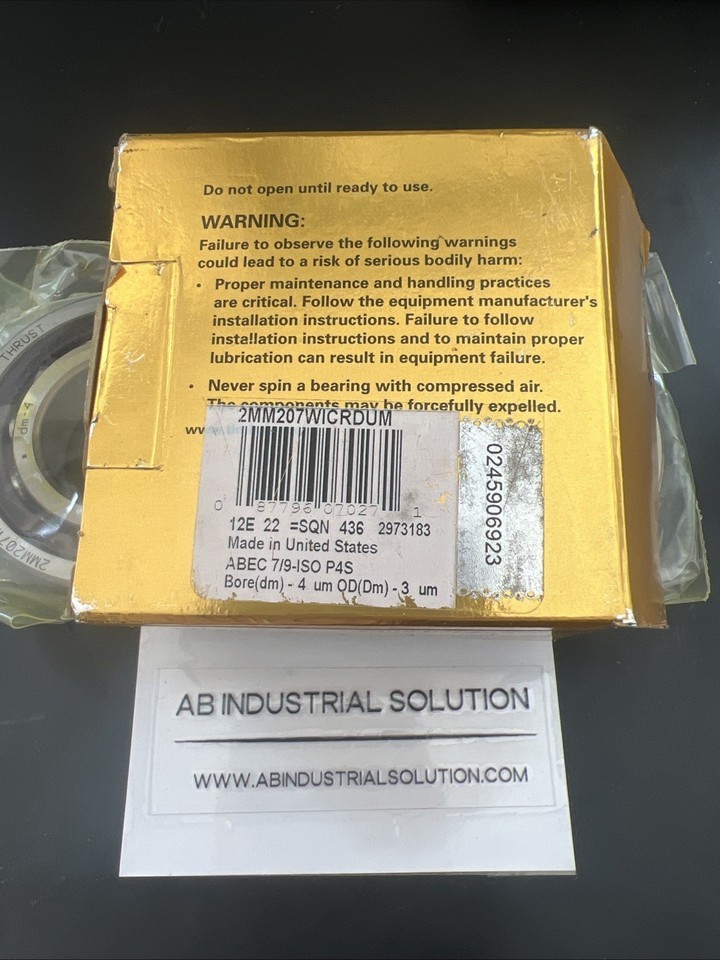 Do not open until ready to use.
WARNING:
Failure to observe the following warnings
could lead to a risk of serious bodily harm:
• Proper maintenance and handling practices
are critical. Follow the equipment manufacturer's
installation instructions. Failure to follow
installation instructions and to maintain proper
lubrication can result in equipment failure.
• Never spin a bearing with compressed air.
The components may be forcefully expelled.
www.
2MM207WICRDUM
0 87796 07027 1
12E 22 =SQN 436 2973183
Made in United States
ABEC 7/9-ISO P4S
Bore(dm) - 4 um OD(Dm) - 3 um
0245906923
THRUST
dm-4
2MM207
AB INDUSTRIAL SOLUTION
WWW.ABINDUSTRIALSOLUTION.COM